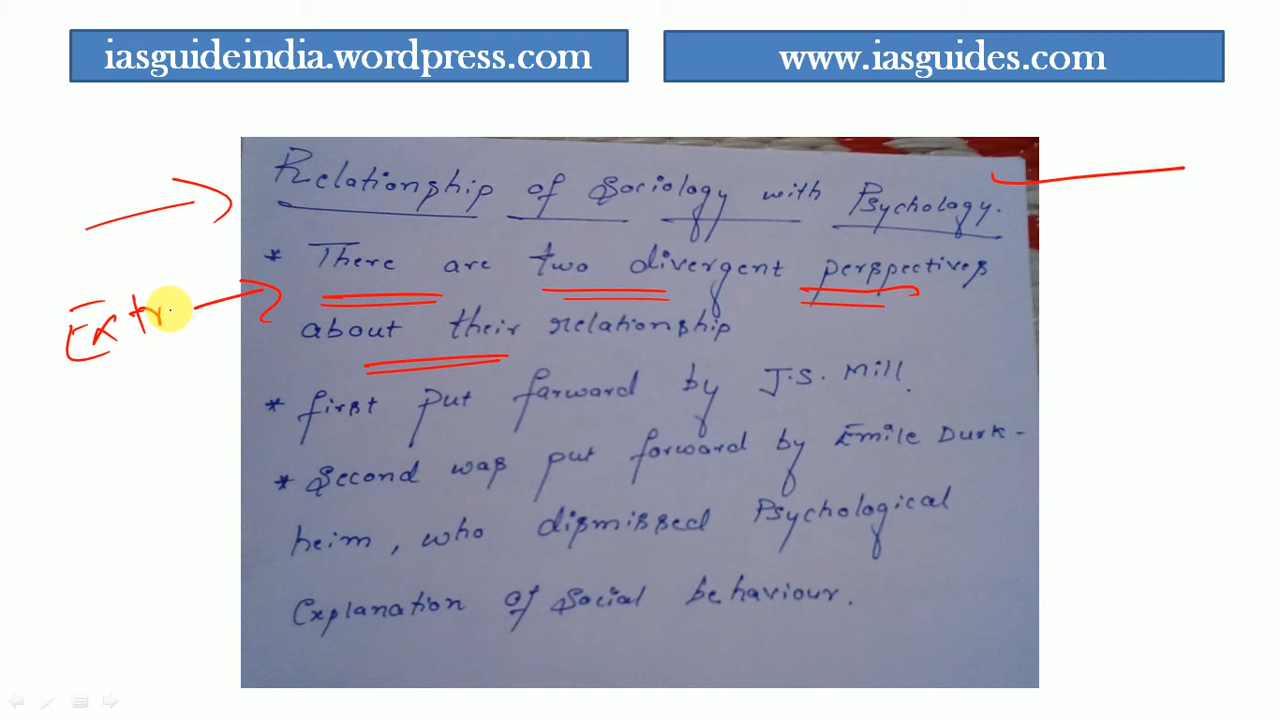 iasguideindia.wordpress.com
www.iasguides.com
Relationship of Sociology with Psychology.
* There are two divergent perspectives
about their relationship
Extr
* first put farward by J.S. Mill.
* Second was put forward by Emile Durk-
heim, who dismissed Psychological
Explanation of Social behaviour.